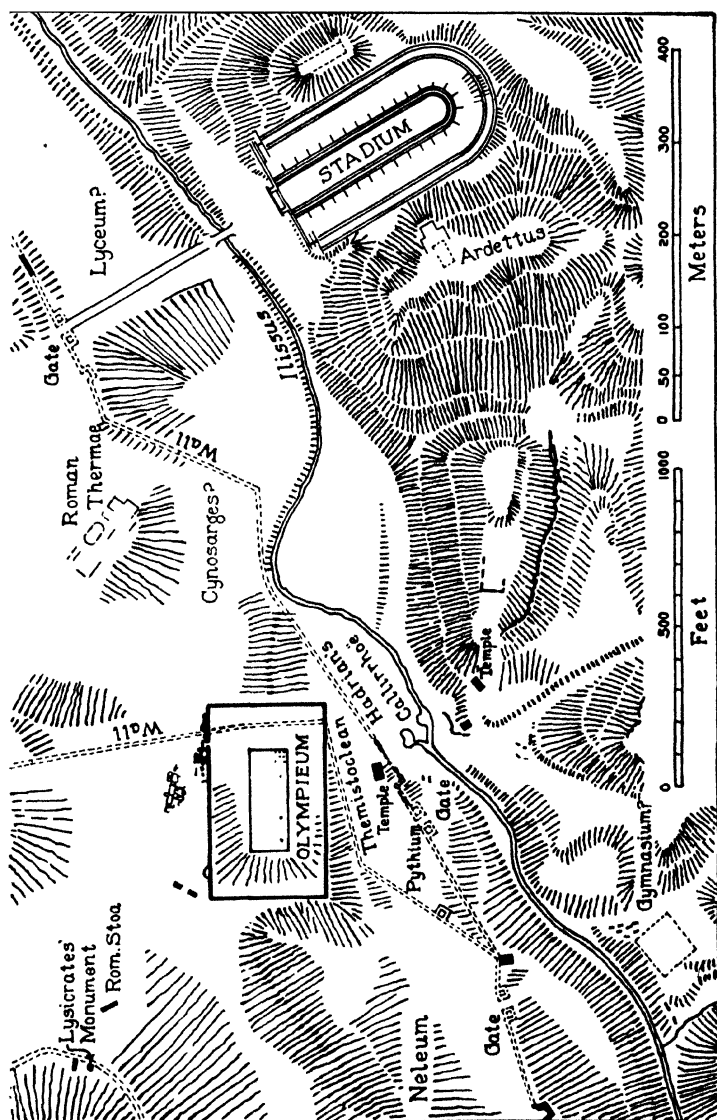 Lysicrates'
Monument
Rom. Stoa
Wall
Roman
Thermae
Gate
Lyceum?
Cynosarges?
Wall
OLYMPIEUM
Themistoclean
Hadrians
Temple
Pythium
Gate
Callirrhoe
Ilissus
STADIUM
Ardettus
Neleum
Gate
Temple
Gymnasium?
0
500
1000
Feet
0
50
100
200
300
400
Meters